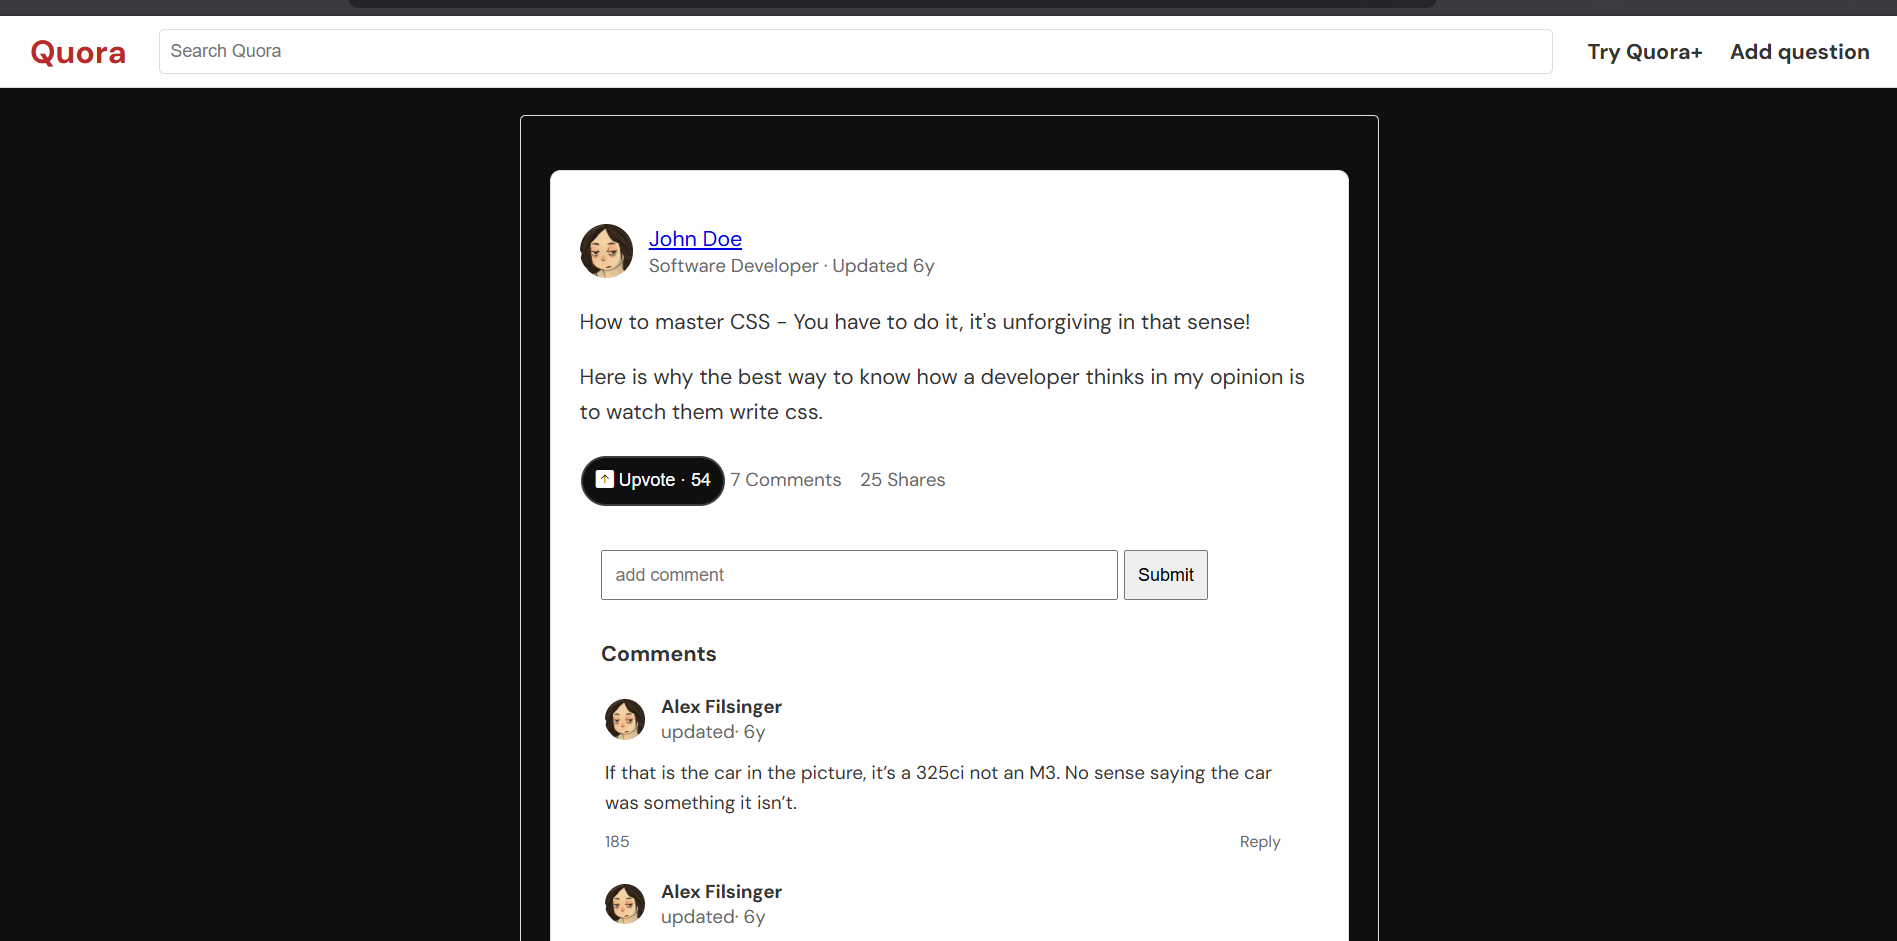 Quora
Search Quora
Try Quora+
Add question
John Doe
Software Developer · Updated 6y
How to master CSS - You have to do it, it's unforgiving in that sense!
Here is why the best way to know how a developer thinks in my opinion is
to watch them write css.
Upvote · 54
7 Comments
25 Shares
add comment
Submit
Comments
Alex Filsinger
updated· 6y
If that is the car in the picture, it’s a 325ci not an M3. No sense saying the car
was something it isn’t.
185
Reply
Alex Filsinger
updated· 6y